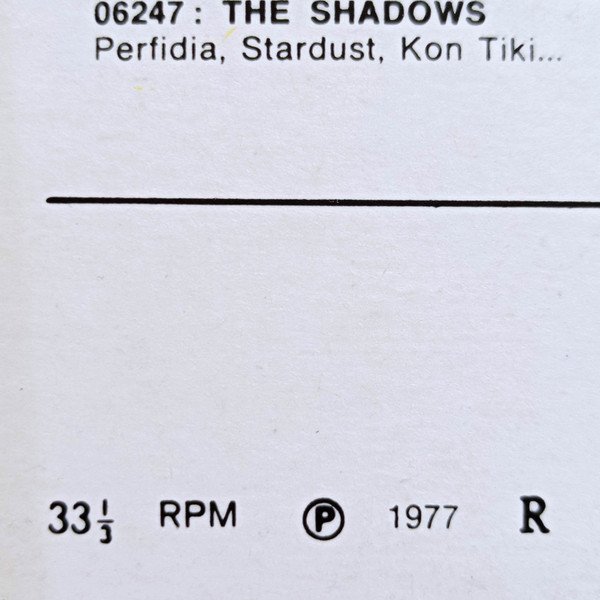 06247 : THE SHADOWS
Perfidia, Stardust, Kon Tiki...
33⅓ RPM Ⓟ 1977 R